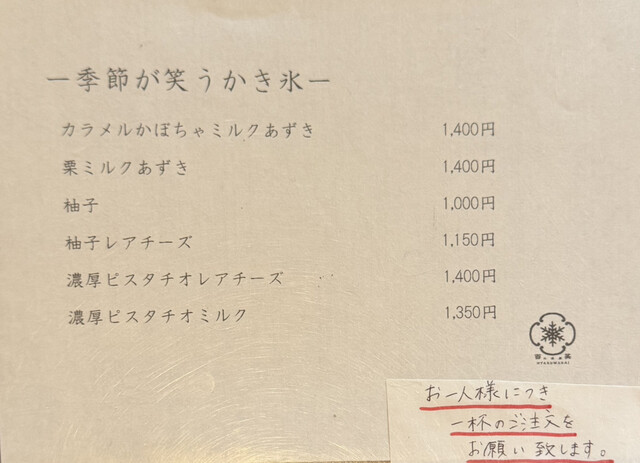 ー季節が笑うかき氷ー
カラメルかぼちゃミルクあずき 1,400円
栗ミルクあずき 1,400円
柚子 1,000円
柚子レアチーズ 1,150円
濃厚ピスタチオレアチーズ 1,400円
濃厚ピスタチオミルク 1,350円
お一人様につき
一杯のご注文を
お願い致します。